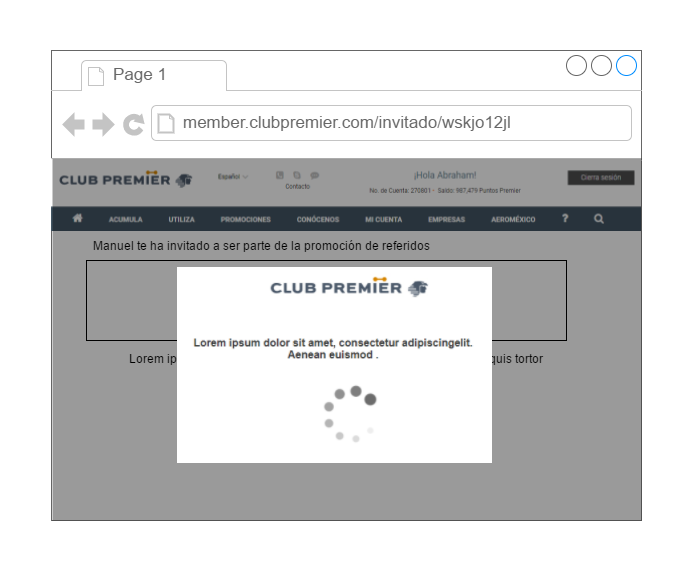 Page 1
member.clubpremier.com/invitado/wskjo12jl
CLUB PREMIER
Español
Contacto
¡Hola Abraham!
No. de Cuenta: 270801 - Saldo: 987,479 Puntos Premier
Cierra sesión
ACUMULA UTILIZA PROMOCIONES CONÓCENOS MI CUENTA EMPRESAS AEROMÉXICO ?
Manuel te ha invitado a ser parte de la promoción de referidos
CLUB PREMIER
Lorem ipsum dolor sit amet, consectetur adipiscingelit.
Aenean euismod .
Lorem ip quis tortor